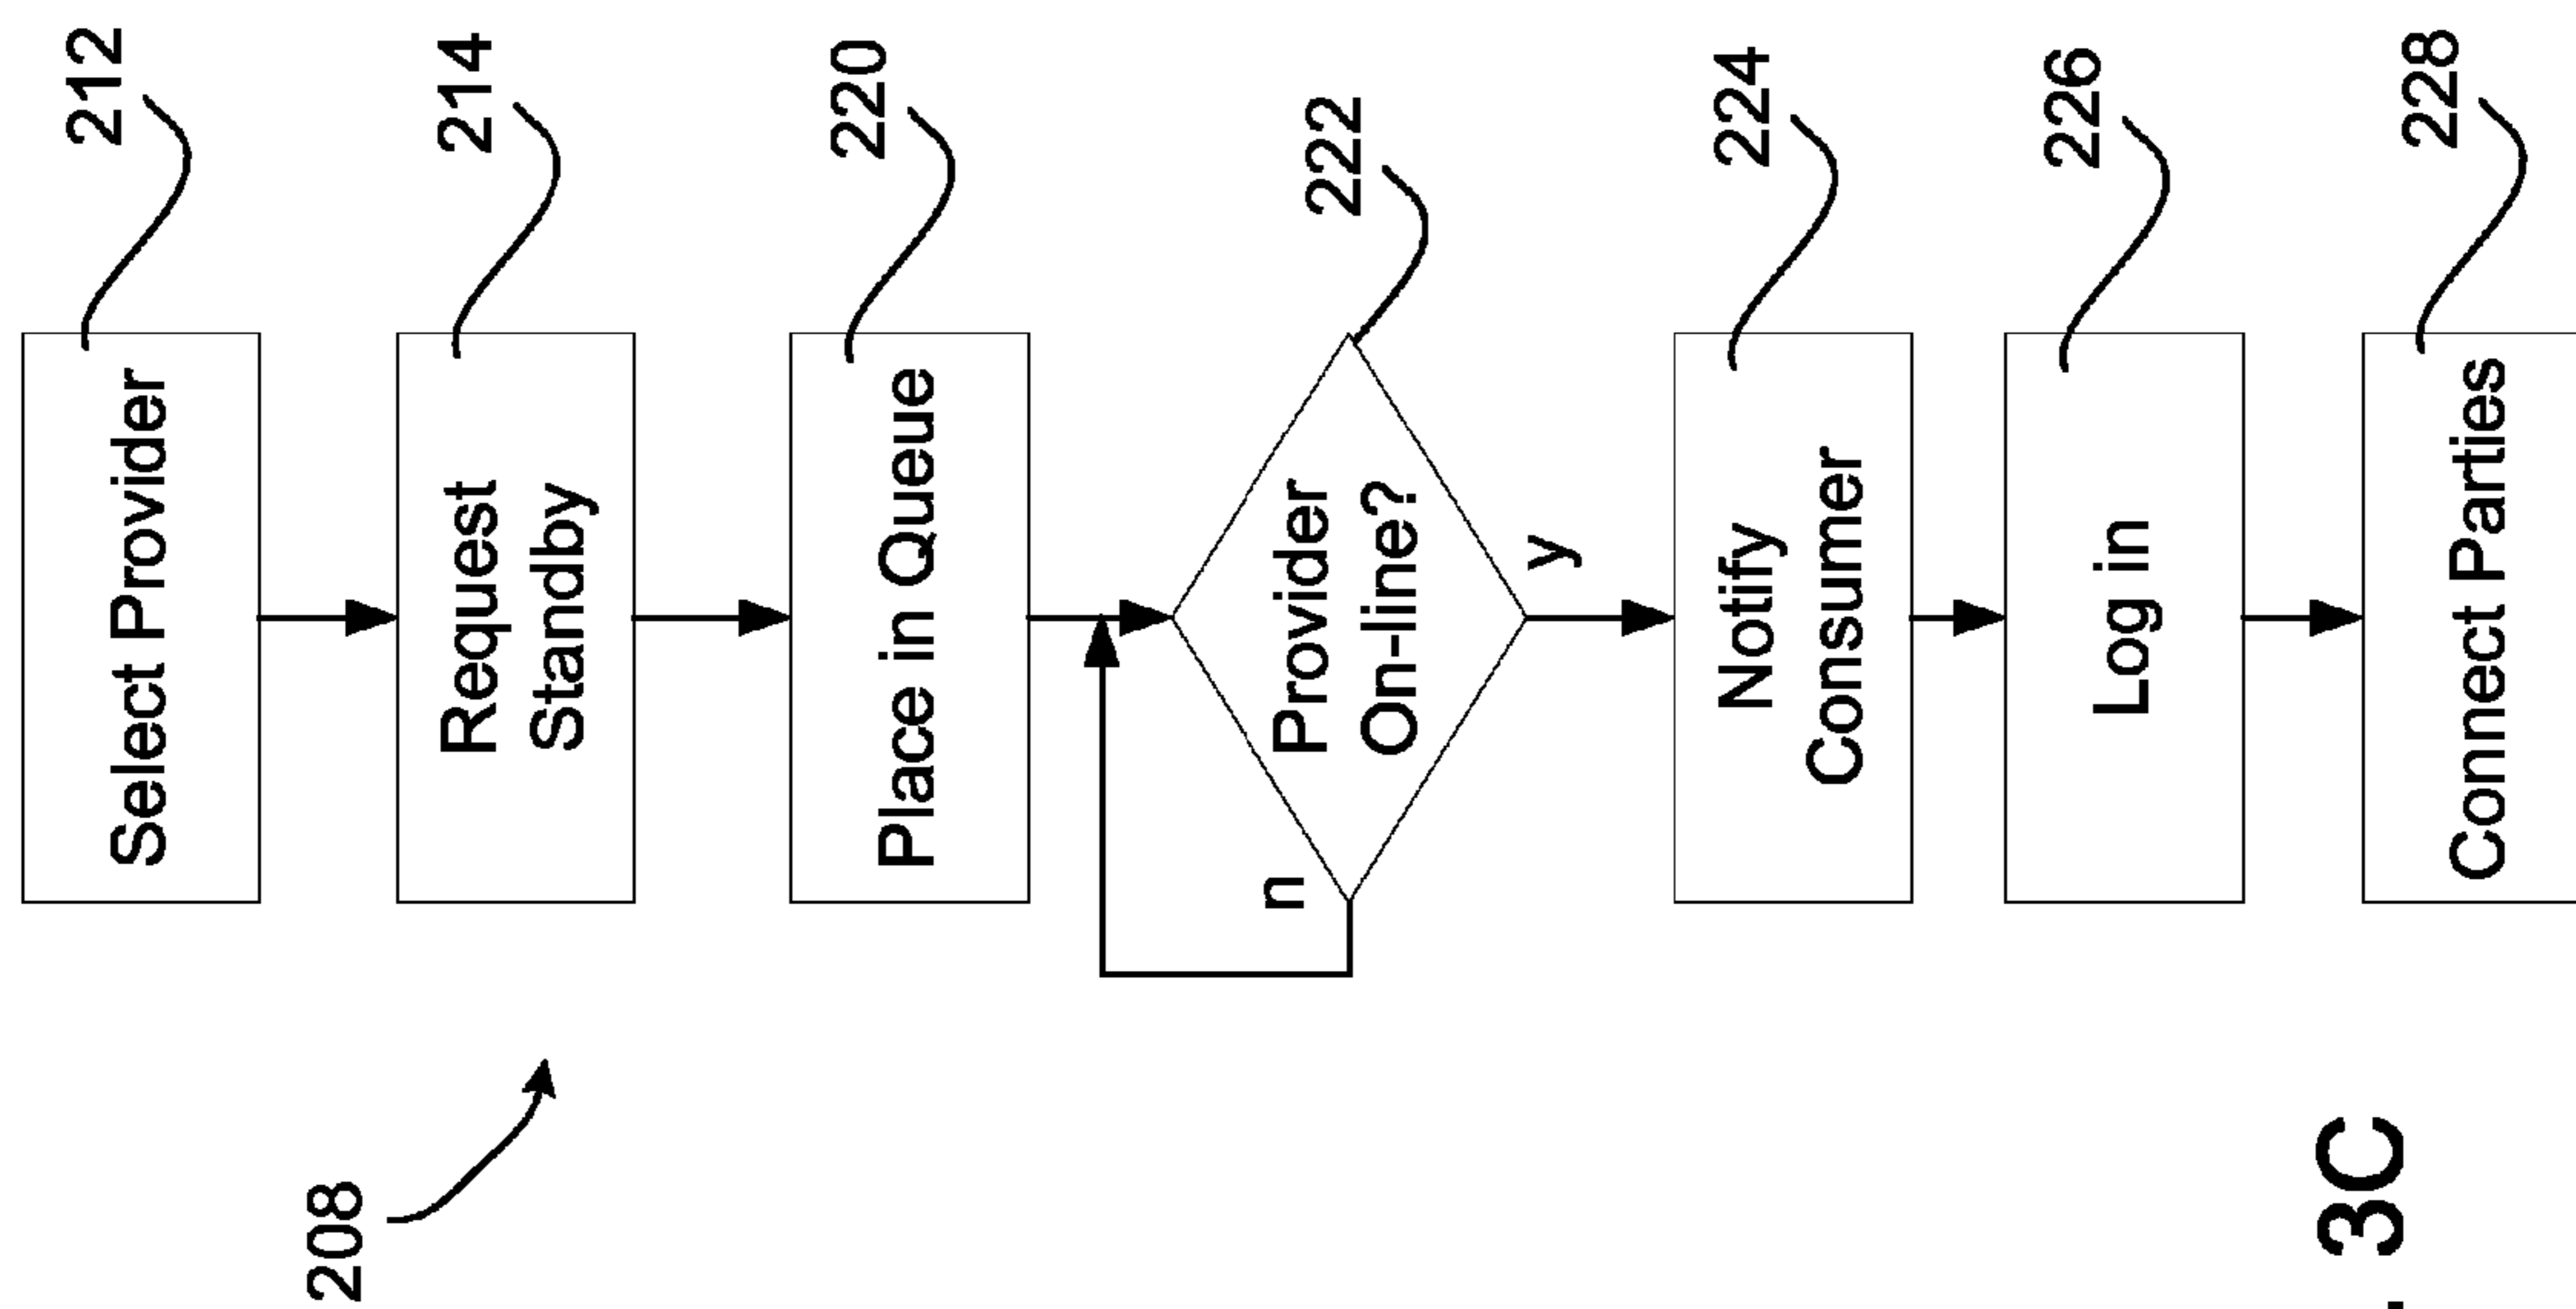 208
212
Select Provider
214
Request
Standby
220
Place in Queue
222
Provider
On-line?
n
y
224
Notify
Consumer
226
Log in
228
Connect Parties
. 3C